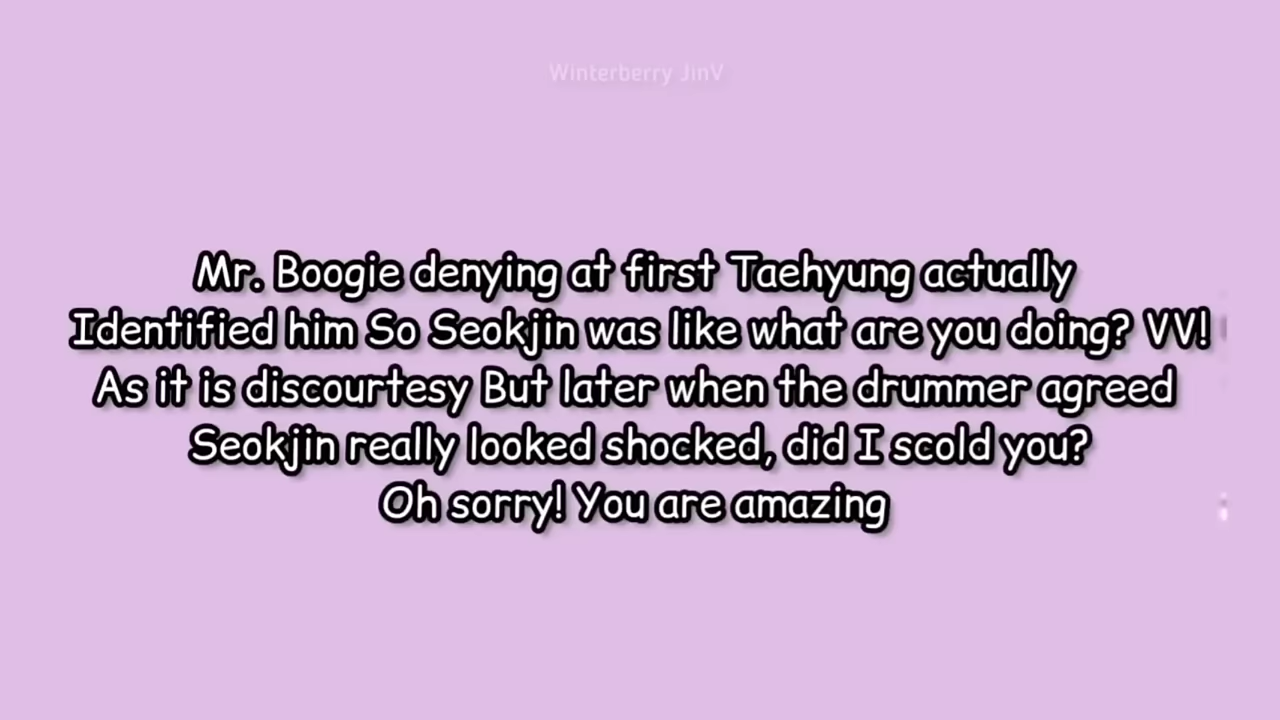 Winterberry JinV
Mr. Boogie denying at first Taehyung actually
Identified him So Seokjin was like what are you doing? VV!
As it is discourtesy But later when the drummer agreed
Seokjin really looked shocked, did I scold you?
Oh sorry! You are amazing